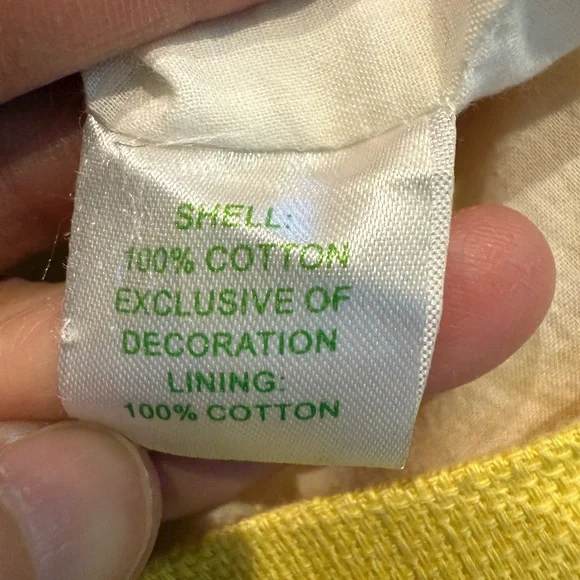 SHELL:
100% COTTON
EXCLUSIVE OF
DECORATION
LINING:
100% COTTON